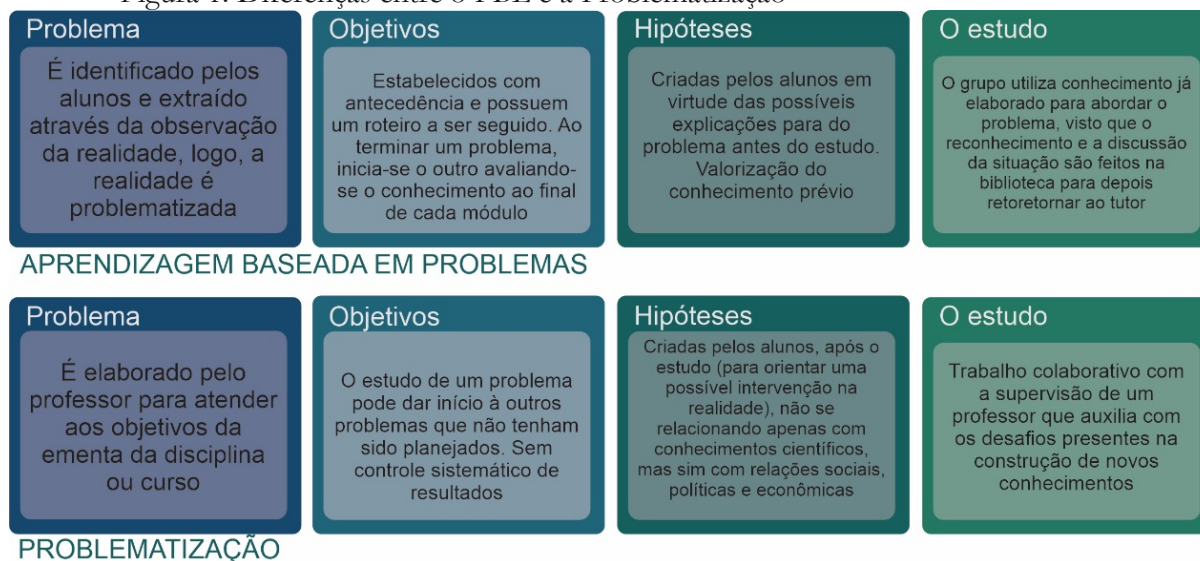 Figura 1. Diferenças entre o PBL e a Problematização
Problema
É identificado pelos
alunos e extraído
através da observação
da realidade, logo, a
realidade é
problematizada
Objetivos
Estabelecidos com
antecedência e possuem
um roteiro a ser seguido. Ao
terminar um problema,
inicia-se o outro avaliando-
se o conhecimento ao final
de cada módulo
Hipóteses
Criadas pelos alunos em
virtude das possíveis
explicações para do
problema antes do estudo.
Valorização do
conhecimento prévio
O estudo
O grupo utiliza conhecimento já
elaborado para abordar o
problema, visto que o
reconhecimento e a discussão
da situação são feitos na
biblioteca para depois
retoretornar ao tutor
APRENDIZAGEM BASEADA EM PROBLEMAS
Problema
É elaborado pelo
professor para atender
aos objetivos da
ementa da disciplina
ou curso
Objetivos
O estudo de um problema
pode dar início à outros
problemas que não tenham
sido planejados. Sem
controle sistemático de
resultados
Hipóteses
Criadas pelos alunos, após o
estudo (para orientar uma
possível intervenção na
realidade), não se
relacionando apenas com
conhecimentos científicos,
mas sim com relações sociais,
políticas e econômicas
O estudo
Trabalho colaborativo com
a supervisão de um
professor que auxilia com
os desafios presentes na
construção de novos
conhecimentos
PROBLEMATIZAÇÃO